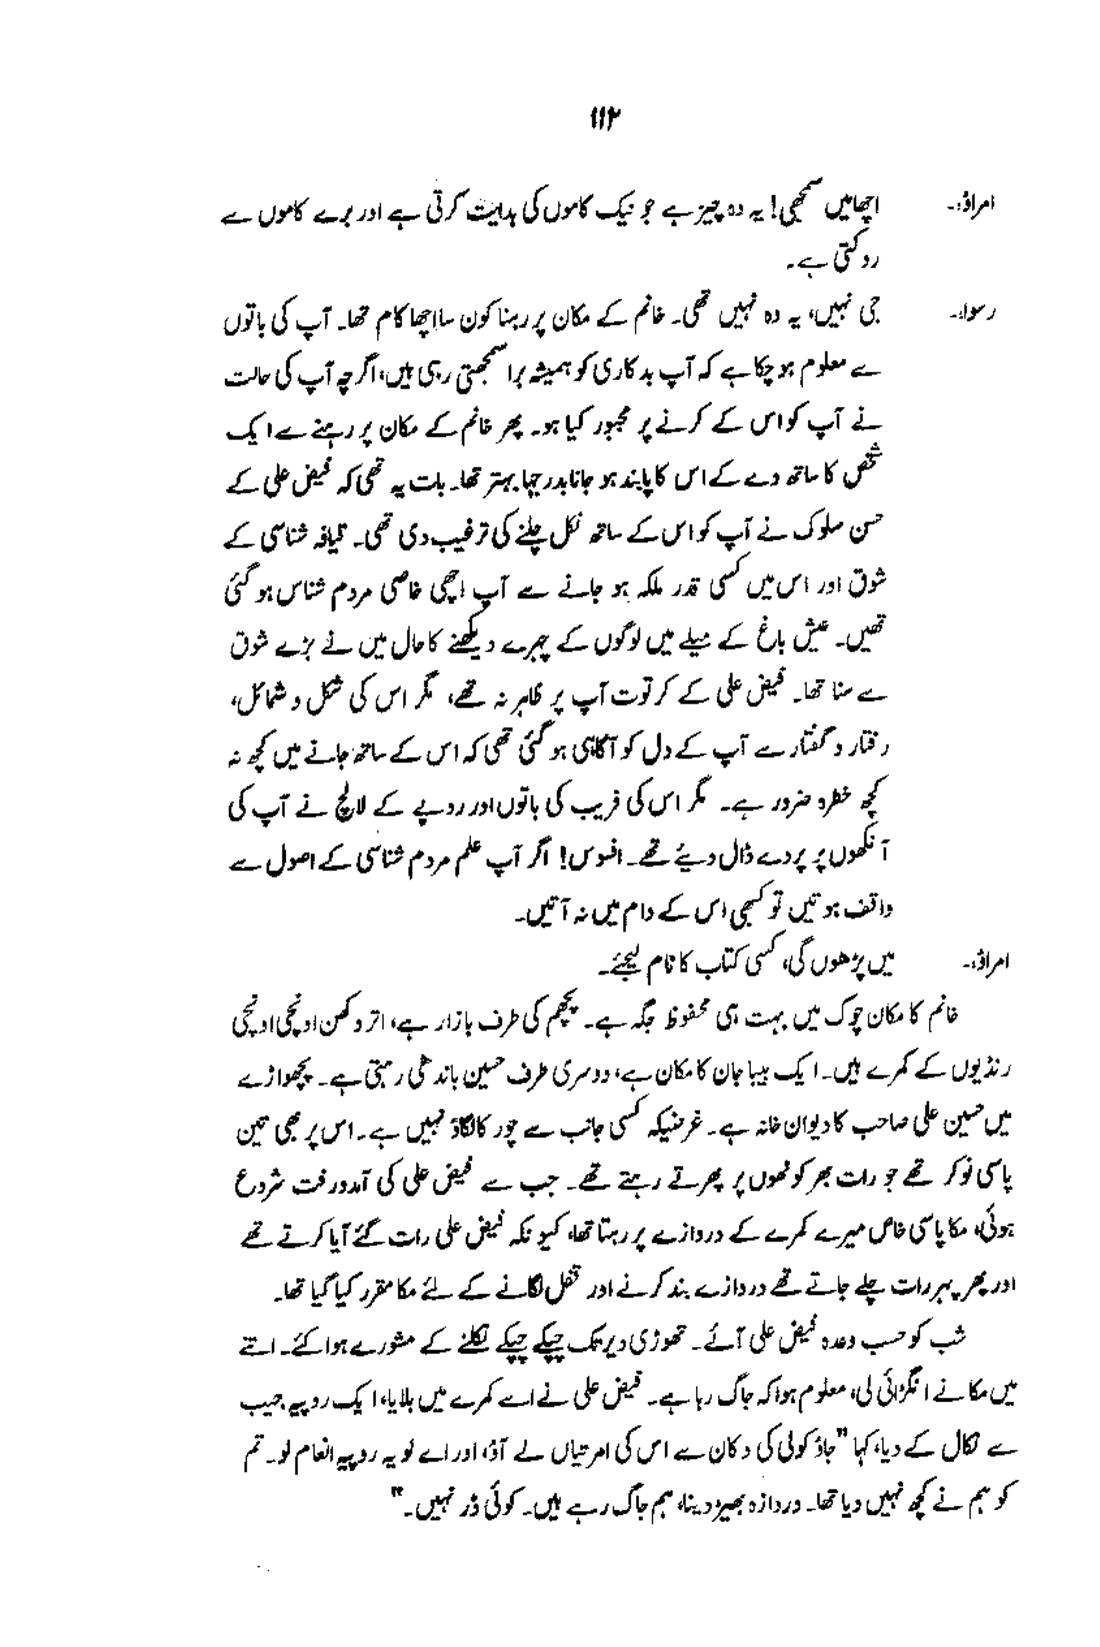 ۱۱۲
امراؤ:۔ اچھا میں سمجھی! یہ وہ چیز ہے جو نیک کاموں کی ہدایت کرتی ہے اور برے کاموں سے
روکتی ہے۔
رسوا:۔ جی نہیں، یہ وہ نہیں تھی۔ خانم کے مکان پر رہنا کون سا اچھا کام تھا۔ آپ کی باتوں
سے معلوم ہو چکا ہے کہ آپ بدکاری کو ہمیشہ برا سمجھتی رہی ہیں، اگرچہ آپ کی حالت
نے آپ کو اس کے کرنے پر مجبور کیا ہو۔ پھر خانم کے مکان پر رہنے سے ایک
شخص کا ساتھ دے کے اس کا پابند ہو جانا بدرجہا بہتر تھا۔ بات یہ تھی کہ فیض علی کے
حسن سلوک نے آپ کو اس کے ساتھ نکل چلنے کی ترغیب دی تھی۔ قیافہ شناسی کے
شوق اور اس میں کسی قدر ملکہ ہو جانے سے آپ اچھی خاصی مردم شناس ہو گئی
تھیں۔ عیش باغ کے میلے میں لوگوں کے چہرے دیکھنے کا حال میں نے بڑے شوق
سے سنا تھا۔ فیض علی کے کرتوت آپ پر ظاہر نہ تھے، مگر اس کی شکل و شمائل،
رفتار و گفتار سے آپ کے دل کو آگاہی ہو گئی تھی کہ اس کے ساتھ جانے میں کچھ نہ
کچھ خطرہ ضرور ہے۔ مگر اس کی فریب کی باتوں اور روپے کے لالچ نے آپ کی
آنکھوں پر پردے ڈال دیئے تھے۔ افسوس! اگر آپ علم مردم شناسی کے اصول سے
واقف ہوتیں تو کبھی اس کے دام میں نہ آتیں۔
امراؤ:۔ میں پڑھوں گی، کسی کتاب کا نام لیجئے۔
خانم کا مکان چوک میں بہت ہی محفوظ جگہ ہے۔ پچھم کی طرف بازار ہے، اتر دکھن اونچی اونچی
رنڈیوں کے کمرے ہیں۔ ایک بیبا جان کا مکان ہے، دوسری طرف حسین باندھی رہتی ہے۔ پچھواڑے
میں حسین علی صاحب کا دیوان خانہ ہے۔ غرضیکہ کسی جانب سے چور کا لگاؤ نہیں ہے۔ اس پر بھی تین
پاسی نوکر تھے جو رات بھر کوٹھوں پر پھرتے رہتے تھے۔ جب سے فیض علی کی آمدورفت شروع
ہوئی، مکا پاسی خاص میرے کمرے کے دروازے پر رہتا تھا، کیونکہ فیض علی رات گئے آیا کرتے تھے
اور پھر پہر رات چلے جاتے تھے دروازے بند کرنے اور قفل لگانے کے لئے مکا مقرر کیا گیا تھا۔
شب کو حسب وعدہ فیض علی آئے۔ تھوڑی دیر تک چپکے چپکے نکلنے کے مشورے ہوا کئے۔ اتنے
میں مکا نے انگڑائی لی، معلوم ہوا کہ جاگ رہا ہے۔ فیض علی نے اسے کمرے میں بلایا، ایک روپیہ جیب
سے نکال کے دیا، کہا "جاؤ کولی کی دکان سے اس کی امرتیاں لے آؤ، اور اے لو یہ روپیہ انعام لو۔ تم
کو ہم نے کچھ نہیں دیا تھا۔ دروازہ بھیڑ دینا، ہم جاگ رہے ہیں۔ کوئی ڈر نہیں۔"